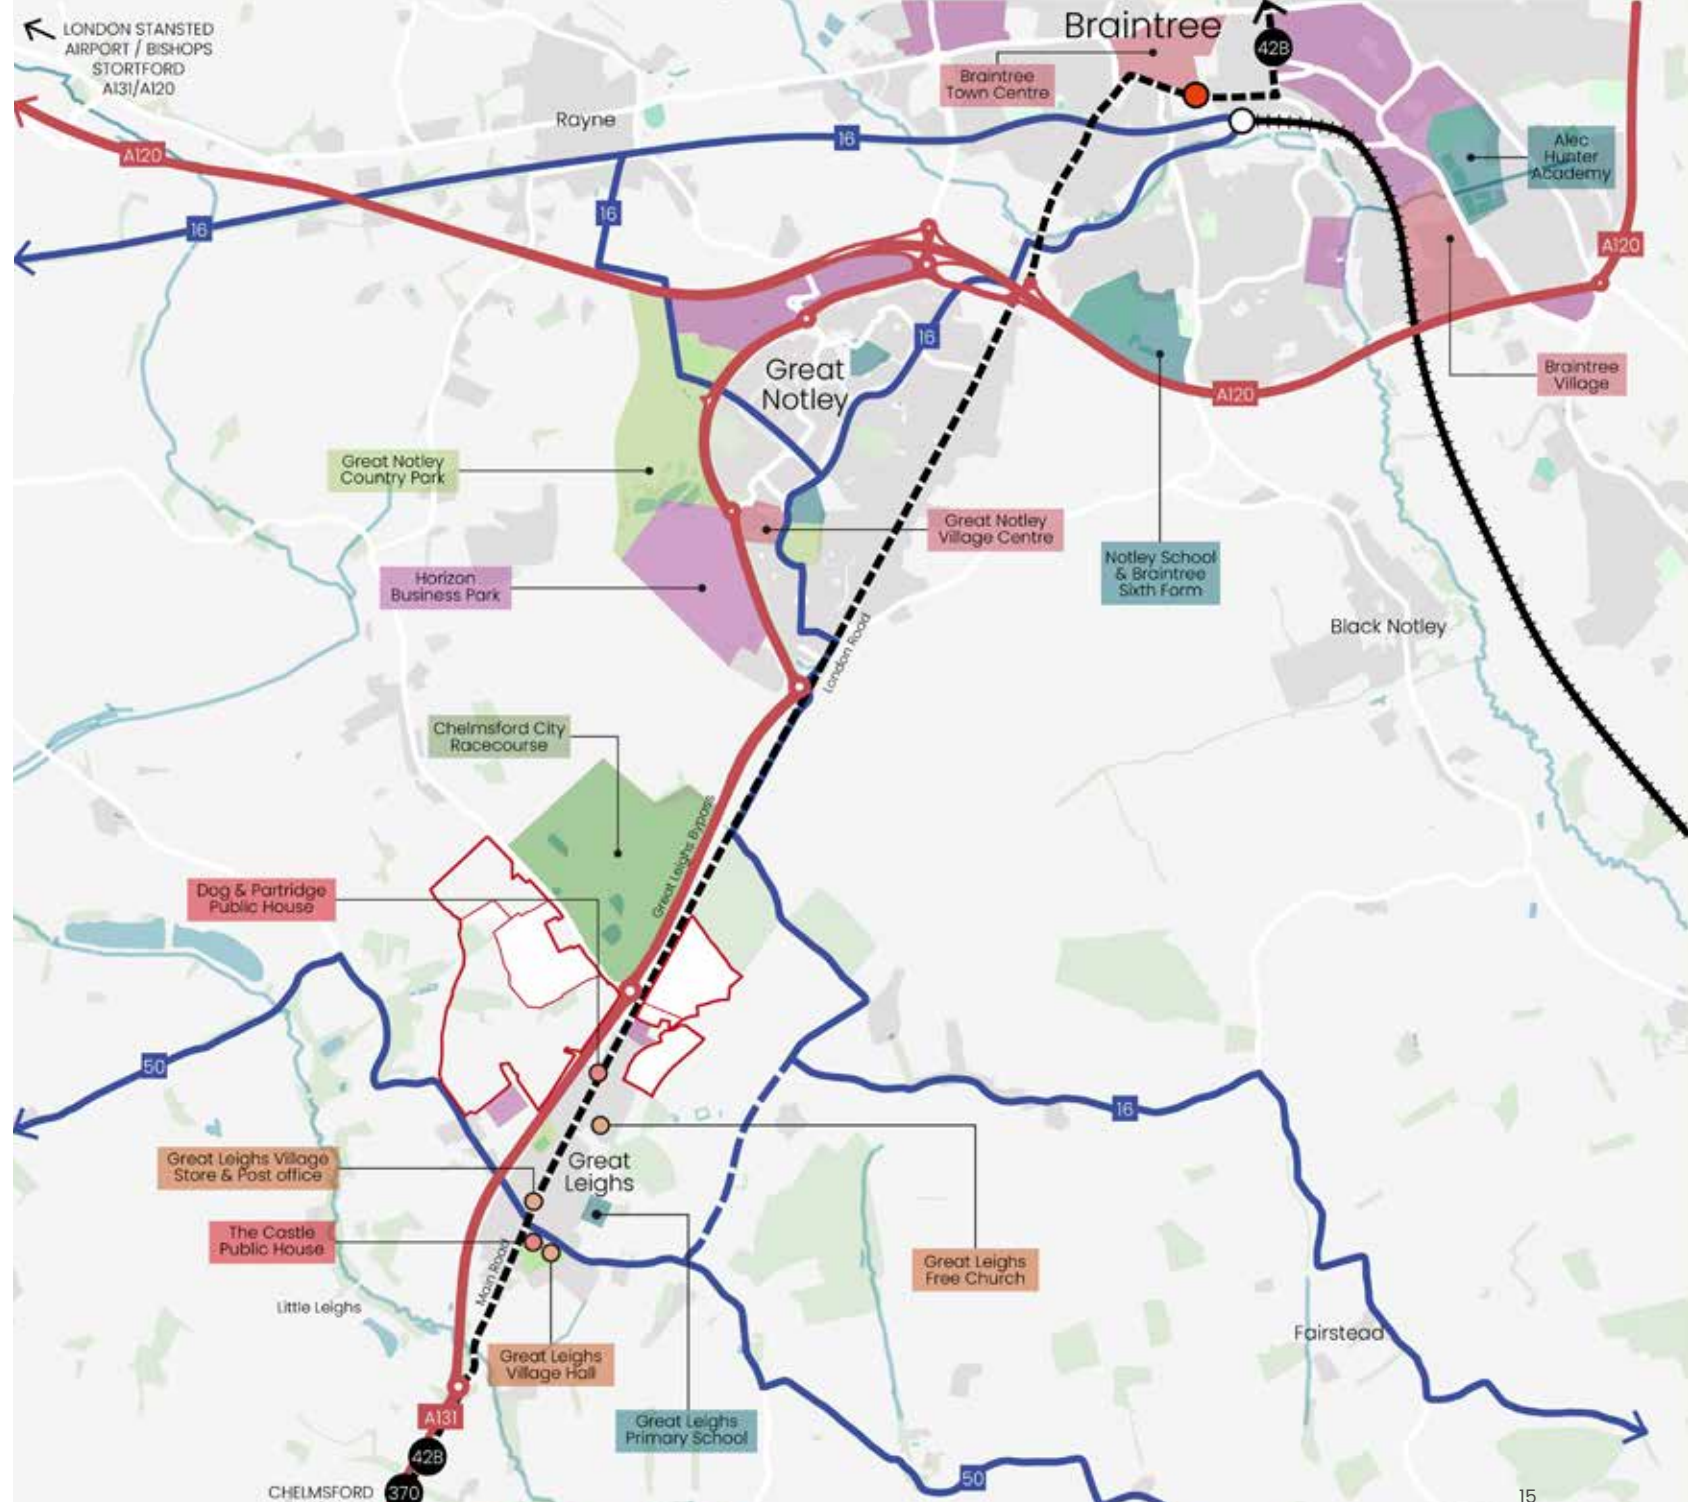 LONDON STANSTED
AIRPORT / BISHOPS
STORTFORD
A131/A120
Braintree
42B
Braintree
Town Centre
Rayne
16
A120
Alec
Hunter
Academy
16
16
A120
16
Great
Notley
Braintree
Village
A120
Great Notley
Country Park
Great Notley
Village Centre
Notley School
& Braintree
Sixth Form
Horizon
Business Park
London Road
Black Notley
Chelmsford City
Racecourse
Great Leighs Bypass
Dog & Partridge
Public House
50
16
Great Leighs Village
Store & Post office
Great
Leighs
The Castle
Public House
Main Road
Great Leighs
Free Church
Little Leighs
Fairstead
Great Leighs
Village Hall
A131
Great Leighs
Primary School
42B
50
CHELMSFORD
370
15